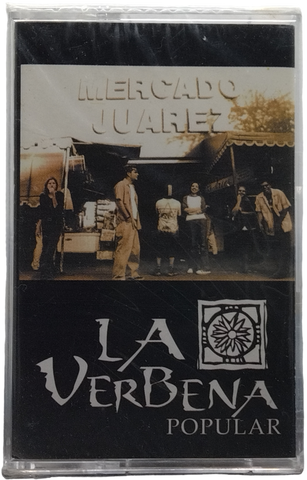 MERCADO
JUAREZ
LA
VERBENA
POPULAR